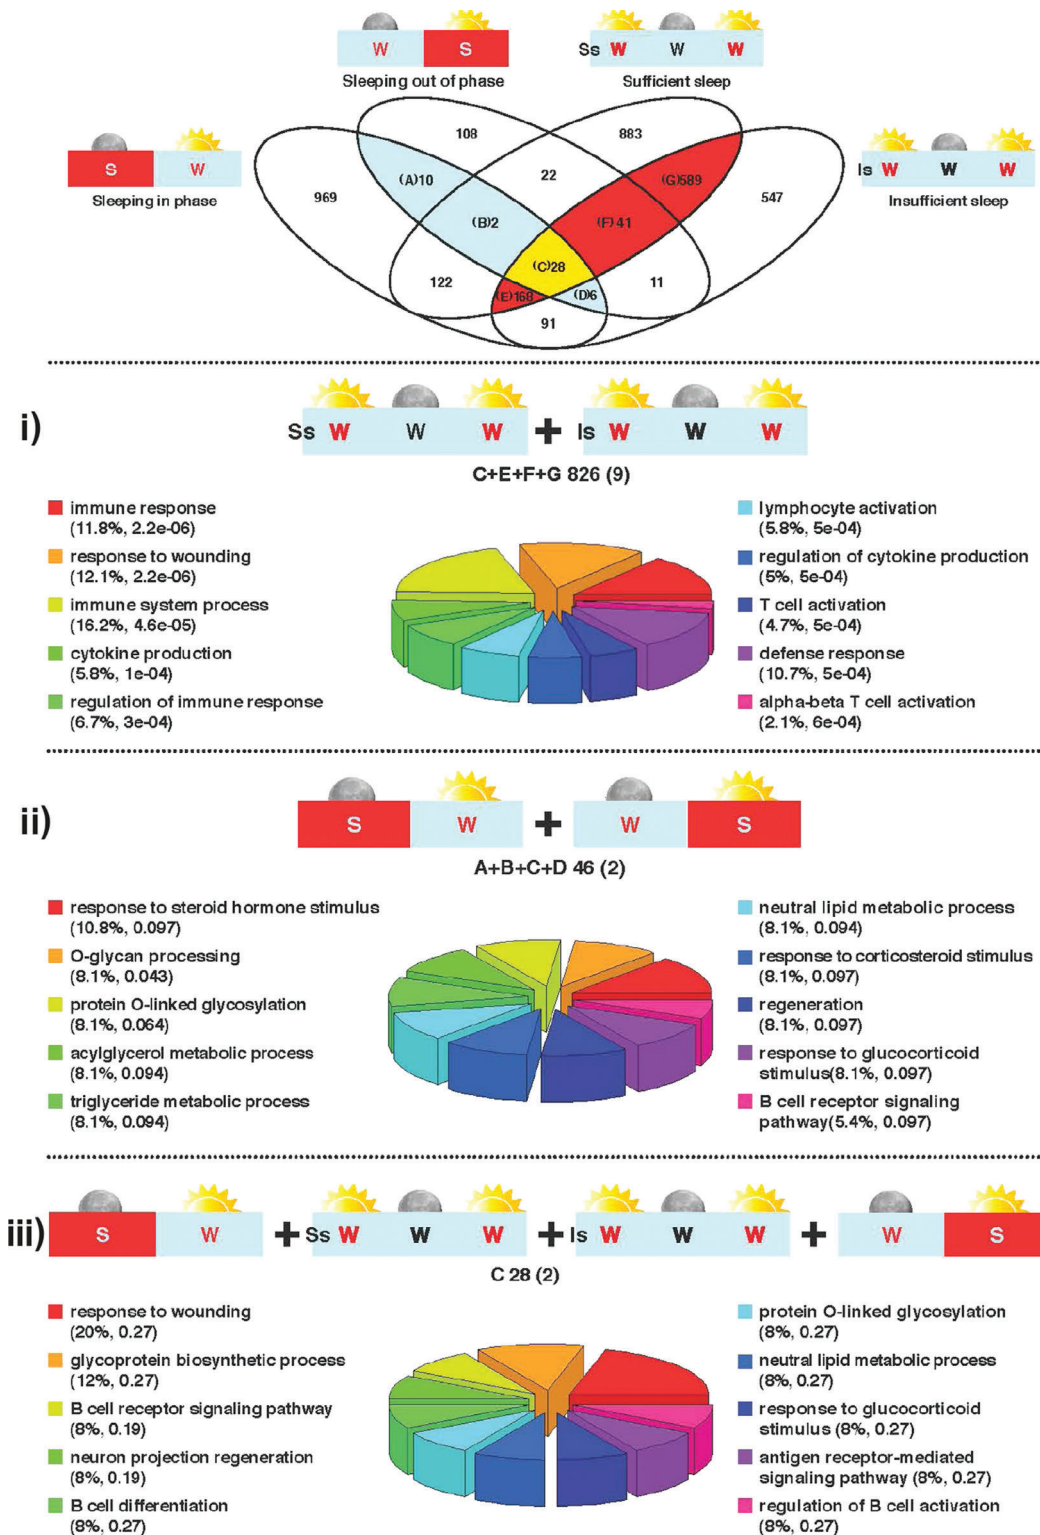 W S
Sleeping out of phase
Ss W W W
Sufficient sleep
S W
Sleeping in phase
Is W W W
Insufficient sleep
108
883
969
(A)10
22
(G)589
547
(B)2
(F)41
122
(C)28
11
(E)168
(D)6
91
i)
Ss W W W + Is W W W
C+E+F+G 826 (9)
immune response
(11.8%, 2.2e-06)
response to wounding
(12.1%, 2.2e-06)
immune system process
(16.2%, 4.6e-05)
cytokine production
(5.8%, 1e-04)
regulation of immune response
(6.7%, 3e-04)
lymphocyte activation
(5.8%, 5e-04)
regulation of cytokine production
(5%, 5e-04)
T cell activation
(4.7%, 5e-04)
defense response
(10.7%, 5e-04)
alpha-beta T cell activation
(2.1%, 6e-04)
ii)
S W + W S
A+B+C+D 46 (2)
response to steroid hormone stimulus
(10.8%, 0.097)
O-glycan processing
(8.1%, 0.043)
protein O-linked glycosylation
(8.1%, 0.064)
acylglycerol metabolic process
(8.1%, 0.094)
triglyceride metabolic process
(8.1%, 0.094)
neutral lipid metabolic process
(8.1%, 0.094)
response to corticosteroid stimulus
(8.1%, 0.097)
regeneration
(8.1%, 0.097)
response to glucocorticoid
stimulus(8.1%, 0.097)
B cell receptor signaling
pathway(5.4%, 0.097)
iii)
S W + Ss W W W + Is W W W + W S
C 28 (2)
response to wounding
(20%, 0.27)
glycoprotein biosynthetic process
(12%, 0.27)
B cell receptor signaling pathway
(8%, 0.19)
neuron projection regeneration
(8%, 0.19)
B cell differentiation
(8%, 0.27)
protein O-linked glycosylation
(8%, 0.27)
neutral lipid metabolic process
(8%, 0.27)
response to glucocorticoid
stimulus (8%, 0.27)
antigen receptor-mediated
signaling pathway (8%, 0.27)
regulation of B cell activation
(8%, 0.27)